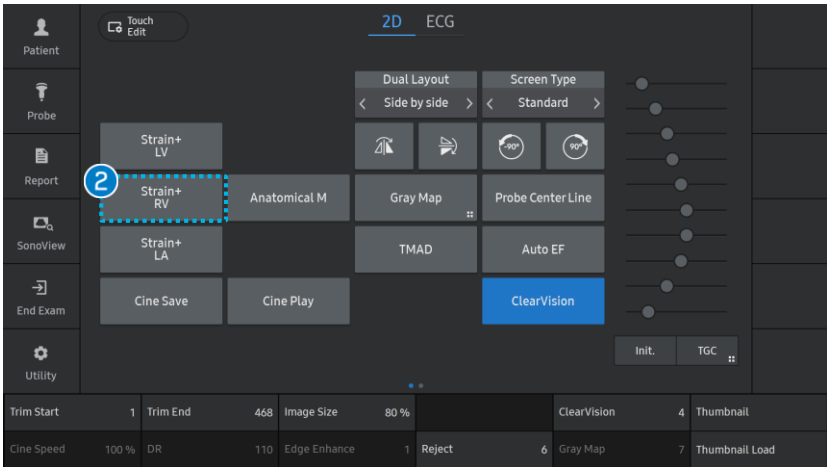 Touch
Edit
2D
ECG
Patient
Probe
Report
SonoView
End Exam
Utility
Dual Layout
Screen Type
< Side by side >
< Standard >
Strain+
LV
-90°
90°
2
Strain+
RV
Anatomical M
Gray Map
Probe Center Line
Strain+
LA
TMAD
Auto EF
Cine Save
Cine Play
ClearVision
Init.
TGC
Trim Start 1
Trim End 468
Image Size 80 %
ClearVision 4
Thumbnail
Cine Speed 100 %
DR 110
Edge Enhance 1
Reject 6
Gray Map 7
Thumbnail Load